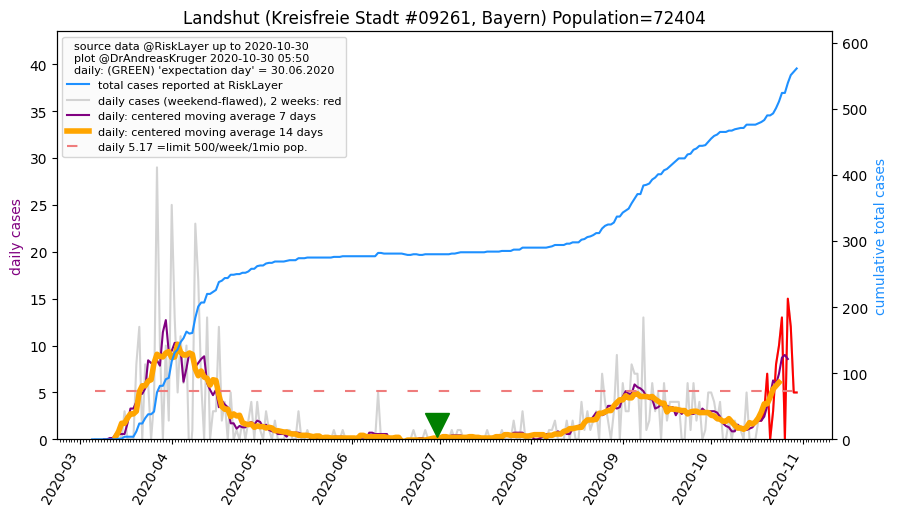 Landshut (Kreisfreie Stadt #09261, Bayern) Population=72404
source data @RiskLayer up to 2020-10-30
plot @DrAndreasKruger 2020-10-30 05:50
daily: (GREEN) 'expectation day' = 30.06.2020
total cases reported at RiskLayer
daily cases (weekend-flawed), 2 weeks: red
daily: centered moving average 7 days
daily: centered moving average 14 days
daily 5.17 =limit 500/week/1mio pop.
daily cases
40
35
30
25
20
15
10
5
0
cumulative total cases
600
500
400
300
200
100
0
2020-03
2020-04
2020-05
2020-06
2020-07
2020-08
2020-09
2020-10
2020-11